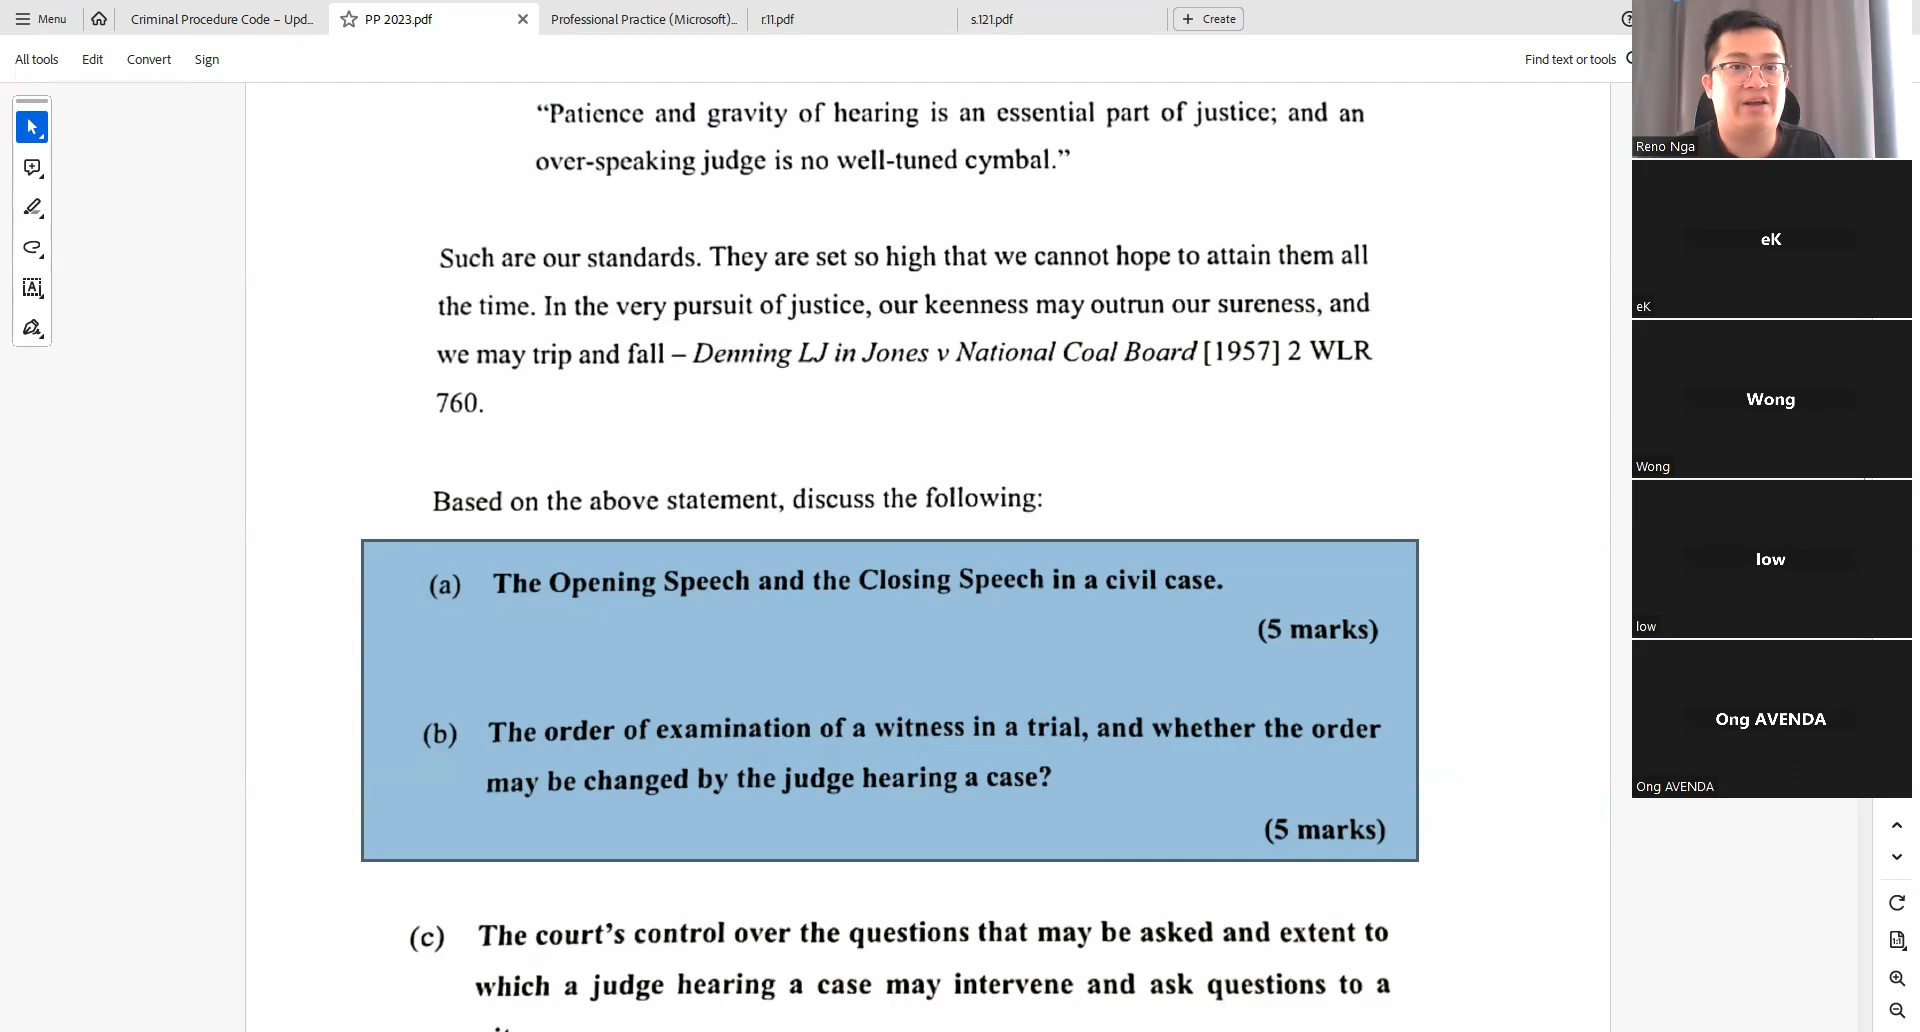 Menu
Criminal Procedure Code – Upd...
PP 2023.pdf
Professional Practice (Microsoft)...
r.11.pdf
s.121.pdf
Create
All tools
Edit
Convert
Sign
Find text or tools
“Patience and gravity of hearing is an essential part of justice; and an
over-speaking judge is no well-tuned cymbal.”
Such are our standards. They are set so high that we cannot hope to attain them all
the time. In the very pursuit of justice, our keenness may outrun our sureness, and
we may trip and fall – Denning LJ in Jones v National Coal Board [1957] 2 WLR
760.
Based on the above statement, discuss the following:
(a) The Opening Speech and the Closing Speech in a civil case.
(5 marks)
(b) The order of examination of a witness in a trial, and whether the order
may be changed by the judge hearing a case?
(5 marks)
(c) The court’s control over the questions that may be asked and extent to
which a judge hearing a case may intervene and ask questions to a
Reno Nga
eK
eK
Wong
Wong
low
low
Ong AVENDA
Ong AVENDA